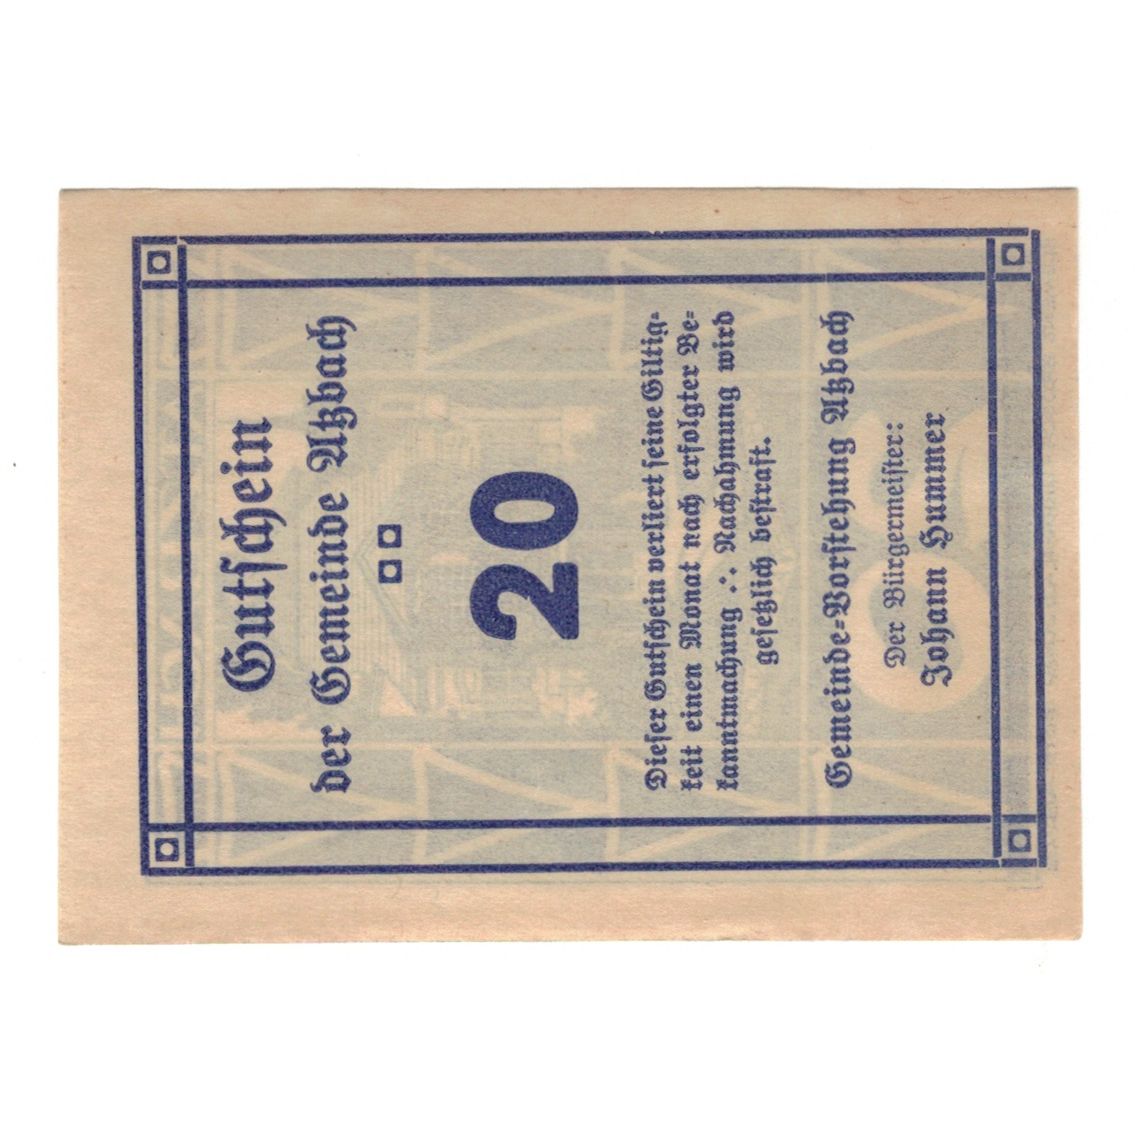 Gutschein
der Gemeinde Atzbach
20
Dieser Gutschein verliert seine Giltig-
keit einen Monat nach erfolgter Be-
kanntmachung ∴ Nachahmung wird
gesetzlich bestraft.
Gemeinde-Vorstehung Atzbach
Der Bürgermeister:
Johann Hummer